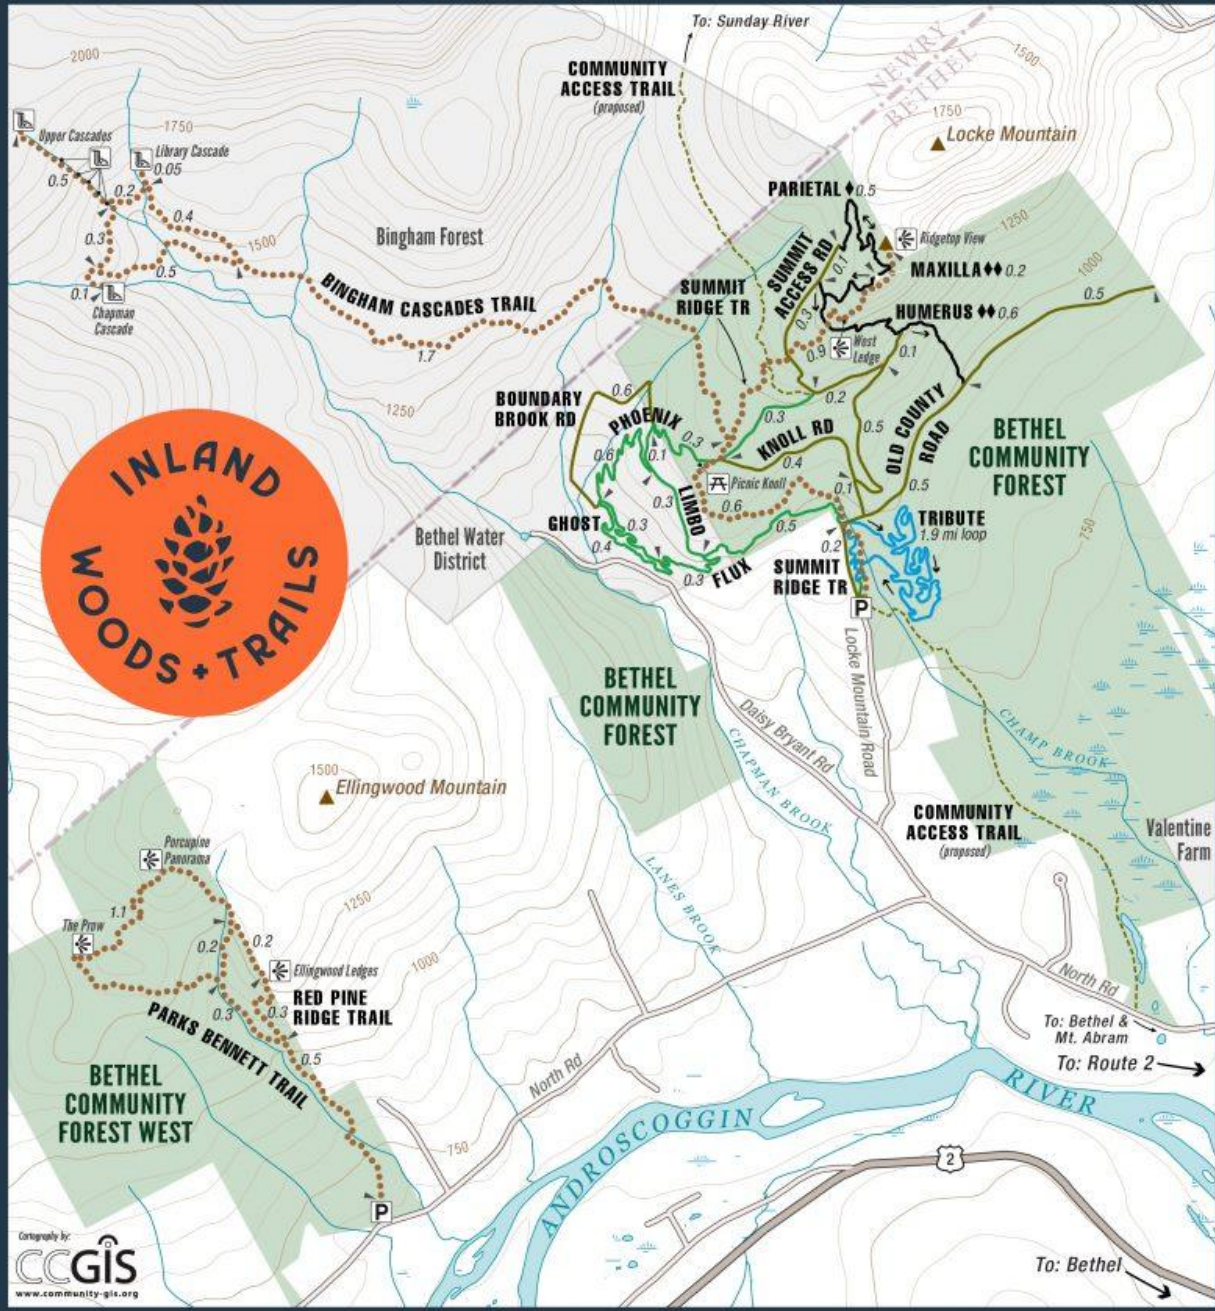 To: Sunday River
COMMUNITY
ACCESS TRAIL
(proposed)
NEWRY
BETHEL
1500
2000
1750
Locke Mountain
1750
Upper Cascades
Library Cascade
0.05
0.5
0.2
0.4
0.3
1500
0.5
0.1
Chapman
Cascade
Bingham Forest
BINGHAM CASCADES TRAIL
1.7
1250
PARIETAL ♦ 0.5
Ridgetop View
1250
1000
SUMMIT
ACCESS RD
0.1
0.3
MAXILLA ♦♦ 0.2
SUMMIT
RIDGE TR
HUMERUS ♦♦ 0.6
0.5
0.9
West
Ledge
0.1
0.2
BOUNDARY
BROOK RD
0.6
PHOENIX
0.3
0.3
KNOLL RD
0.4
0.5
OLD COUNTY
ROAD
BETHEL
COMMUNITY
FOREST
0.6
0.1
0.3
LIMBO
Picnic Knoll
0.6
0.1
0.5
0.5
750
GHOST
0.3
0.4
0.3
FLUX
0.2
SUMMIT
RIDGE TR
TRIBUTE
1.9 mi loop
P
Bethel Water
District
INLAND
WOODS + TRAILS
BETHEL
COMMUNITY
FOREST
Locke Mountain Road
Daisy Bryant Rd
CHAPMAN BROOK
CHAMP BROOK
LANES BROOK
COMMUNITY
ACCESS TRAIL
(proposed)
Valentine
Farm
1500
Ellingwood Mountain
Porcupine
Panorama
1250
1.1
The Prow
0.2
0.2
Ellingwood Ledges
1000
RED PINE
RIDGE TRAIL
0.3
0.3
0.5
PARKS BENNETT TRAIL
BETHEL
COMMUNITY
FOREST WEST
750
P
North Rd
North Rd
To: Bethel &
Mt. Abram
To: Route 2
ANDROSCOGGIN
RIVER
2
To: Bethel
Cartography by:
CCGIS
www.community-gis.org